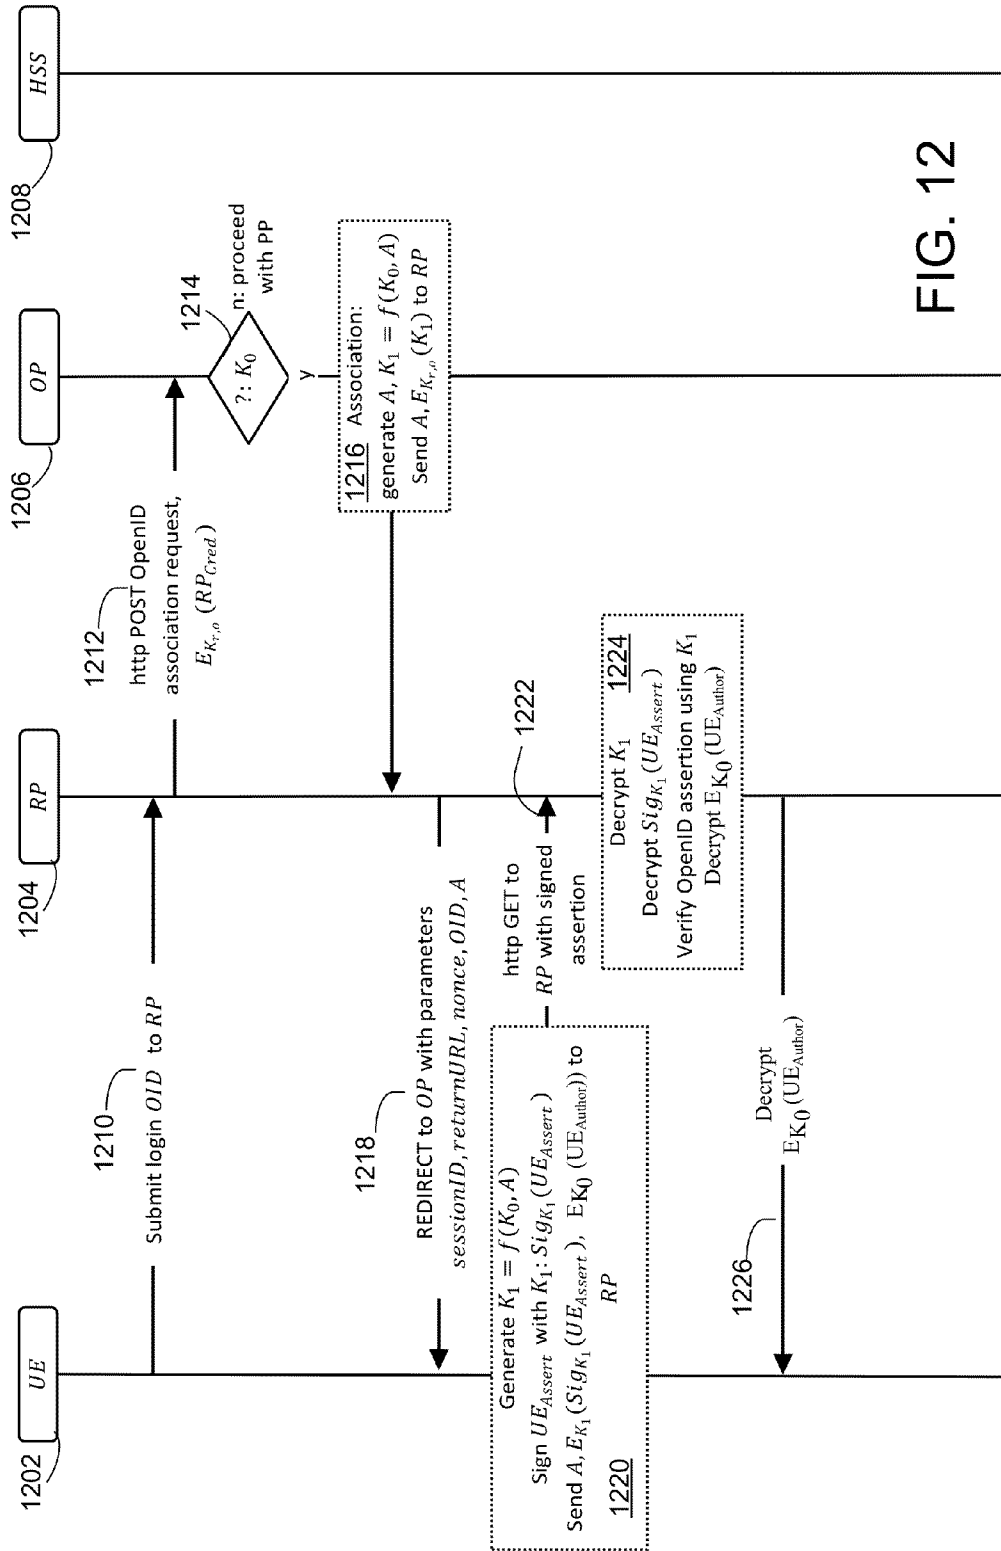 UE
1202
RP
1204
OP
1206
HSS
1208
1210
Submit login OID to RP
1212
http POST OpenID
association request,
E_{K_{r,o}}(RP_{Cred})
1214
?: K_0
n: proceed
with PP
y
1216 Association:
generate A, K_1 = f(K_0, A)
Send A, E_{K_{r,o}}(K_1) to RP
1218
REDIRECT to OP with parameters
sessionID, returnURL, nonce, OID, A
Generate K_1 = f(K_0, A)
Sign UE_{Assert} with K_1: Sig_{K_1}(UE_{Assert})
Send A, E_{K_1}(Sig_{K_1}(UE_{Assert}), E_{K_0}(UE_{Author})) to
RP
1220
1222
http GET to
RP with signed
assertion
Decrypt K_1 1224
Decrypt Sig_{K_1}(UE_{Assert})
Verify OpenID assertion using K_1
Decrypt E_{K_0}(UE_{Author})
1226
Decrypt
E_{K_0}(UE_{Author})
FIG. 12